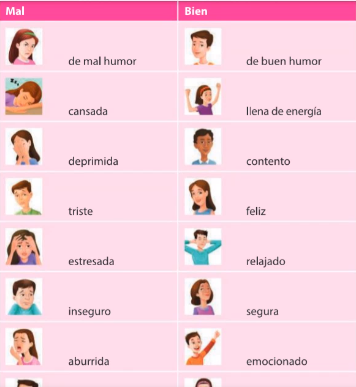 Mal Bien
de mal humor de buen humor
cansada llena de energía
deprimida contento
triste feliz
estresada relajado
inseguro segura
aburrida emocionado